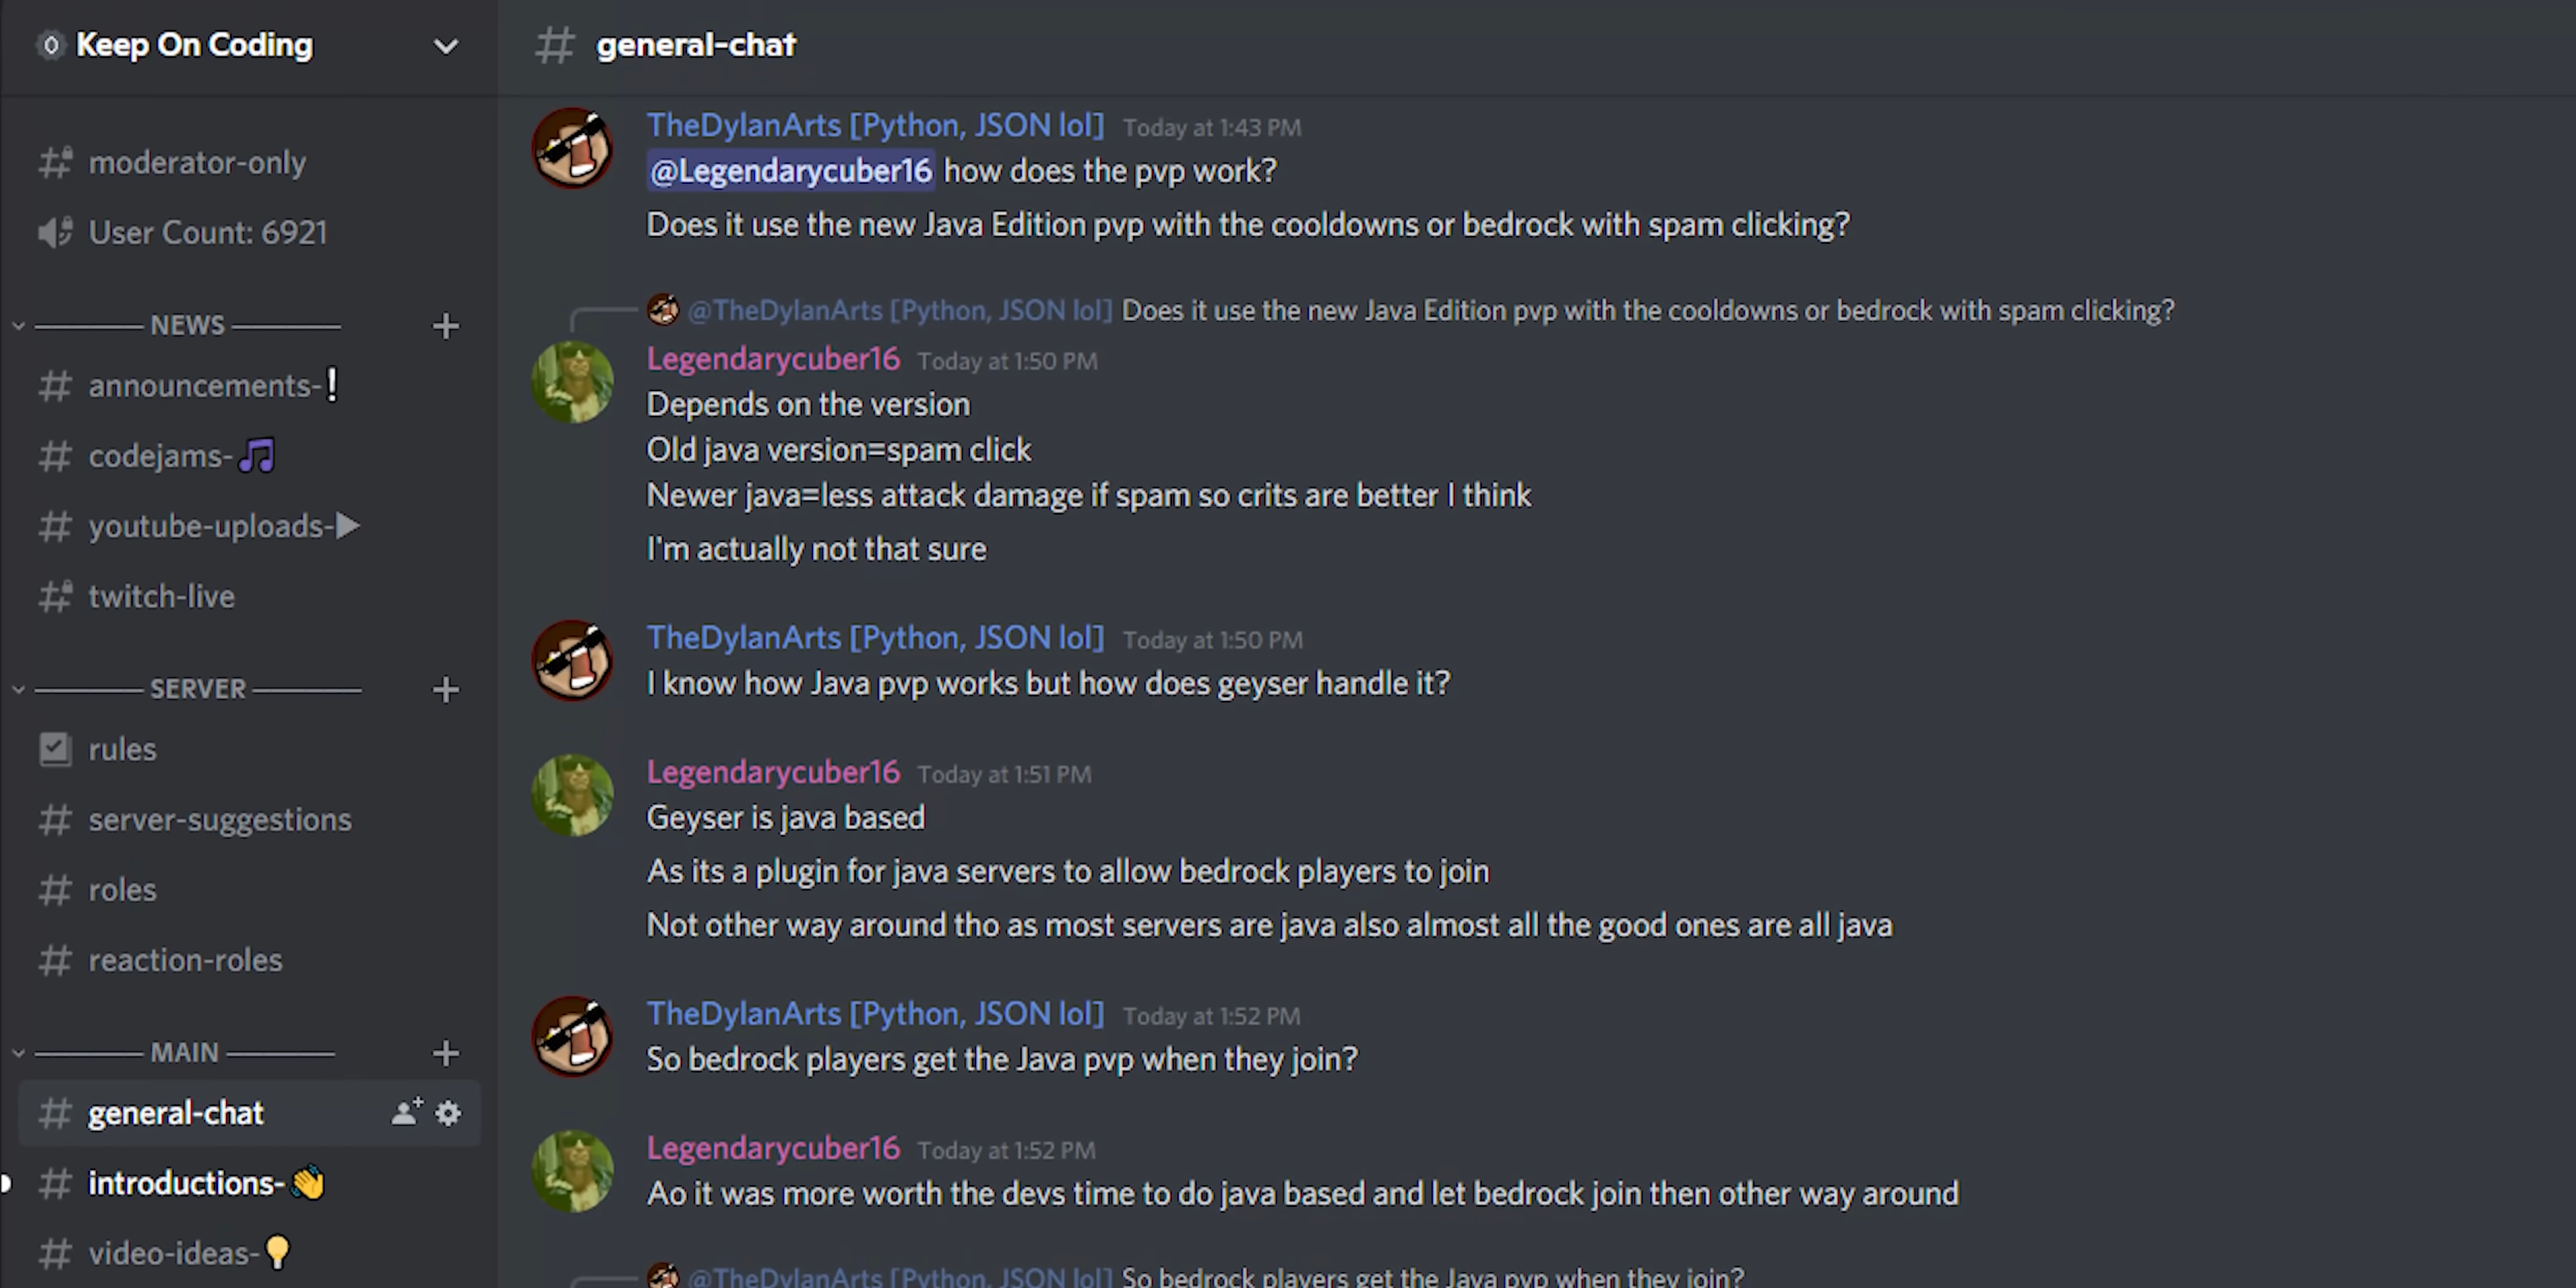 Keep On Coding
moderator-only
User Count: 6921
NEWS
announcements-❗
codejams-🎵
youtube-uploads-▶
twitch-live
SERVER
rules
server-suggestions
roles
reaction-roles
MAIN
general-chat
introductions-👋
video-ideas-💡
general-chat
TheDylanArts [Python, JSON lol] Today at 1:43 PM
@Legendarycuber16 how does the pvp work?
Does it use the new Java Edition pvp with the cooldowns or bedrock with spam clicking?
@TheDylanArts [Python, JSON lol] Does it use the new Java Edition pvp with the cooldowns or bedrock with spam clicking?
Legendarycuber16 Today at 1:50 PM
Depends on the version
Old java version=spam click
Newer java=less attack damage if spam so crits are better I think
I'm actually not that sure
TheDylanArts [Python, JSON lol] Today at 1:50 PM
I know how Java pvp works but how does geyser handle it?
Legendarycuber16 Today at 1:51 PM
Geyser is java based
As its a plugin for java servers to allow bedrock players to join
Not other way around tho as most servers are java also almost all the good ones are all java
TheDylanArts [Python, JSON lol] Today at 1:52 PM
So bedrock players get the Java pvp when they join?
Legendarycuber16 Today at 1:52 PM
Ao it was more worth the devs time to do java based and let bedrock join then other way around
@TheDylanArts [Python, JSON lol] So bedrock players get the Java pvp when they join?